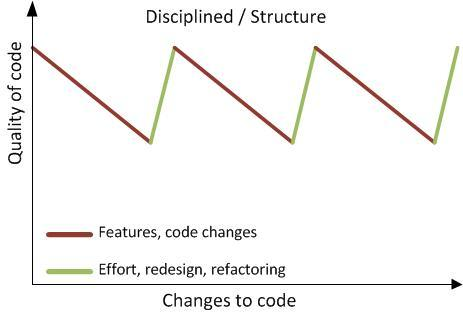 Disciplined / Structure
Quality of code
Features, code changes
Effort, redesign, refactoring
Changes to code